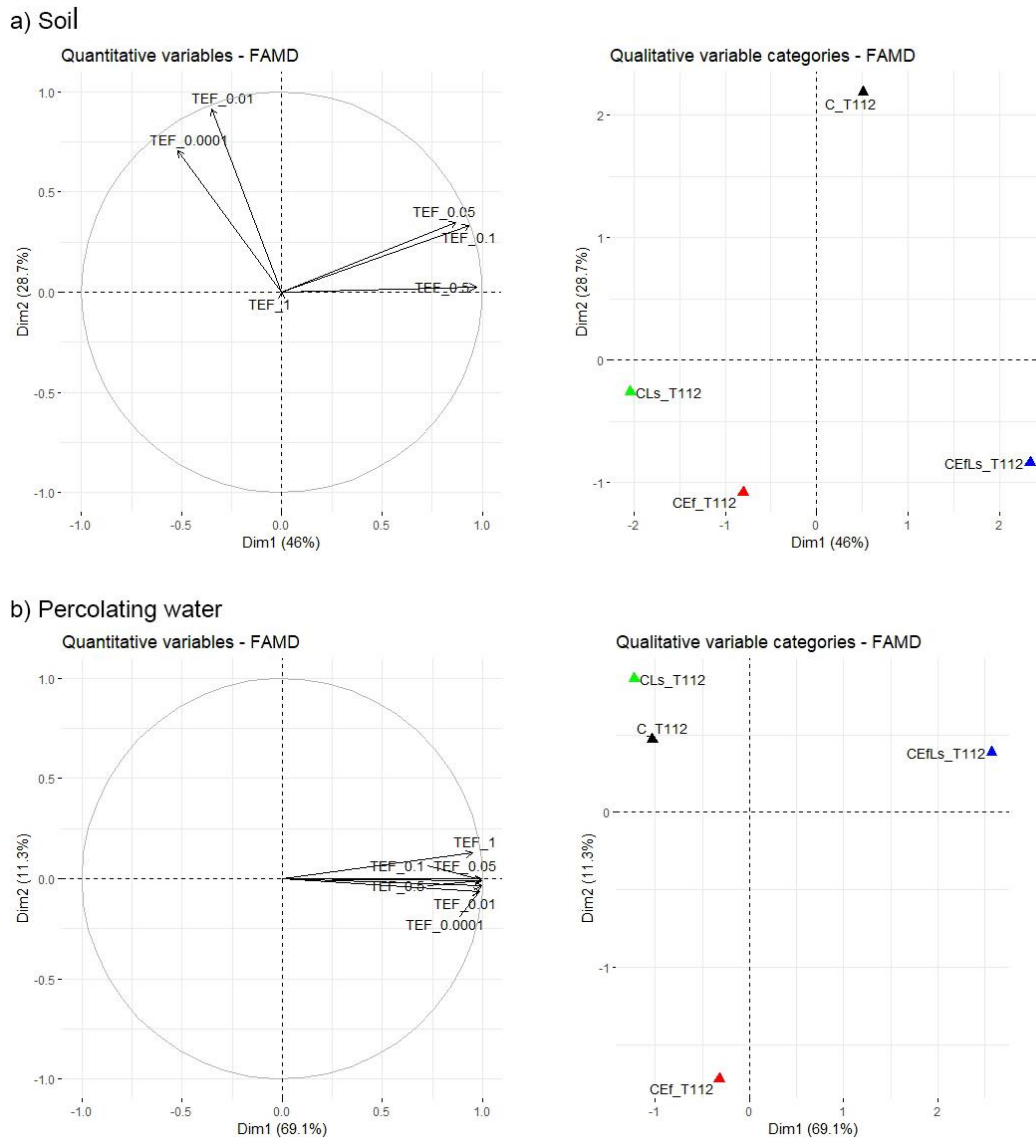 a) Soil
Quantitative variables - FAMD
1.0
0.5
0.0
-0.5
-1.0
Dim2 (28.7%)
TEF_0.01
TEF_0.0001
TEF_0.05
TEF_0.1
TEF_0.5
TEF_1
-1.0 -0.5 0.0 0.5 1.0
Dim1 (46%)
Qualitative variable categories - FAMD
2
2
0
-1
Dim2 (28.7%)
C_T112
CLs_T112
CEfLs_T112
CEf_T112
-2 -1 0 1 2
Dim1 (46%)
b) Percolating water
Quantitative variables - FAMD
1.0
0.5
0.0
-0.5
-1.0
Dim2 (11.3%)
TEF_1
TEF_0.1 TEF_0.05
TEF_0.5
TEF_0.01
TEF_0.0001
-1.0 -0.5 0.0 0.5 1.0
Dim1 (69.1%)
Qualitative variable categories - FAMD
0
-1
Dim2 (11.3%)
CLs_T112
C_T112
CEfLs_T112
CEf_T112
-1 0 1 2
Dim1 (69.1%)